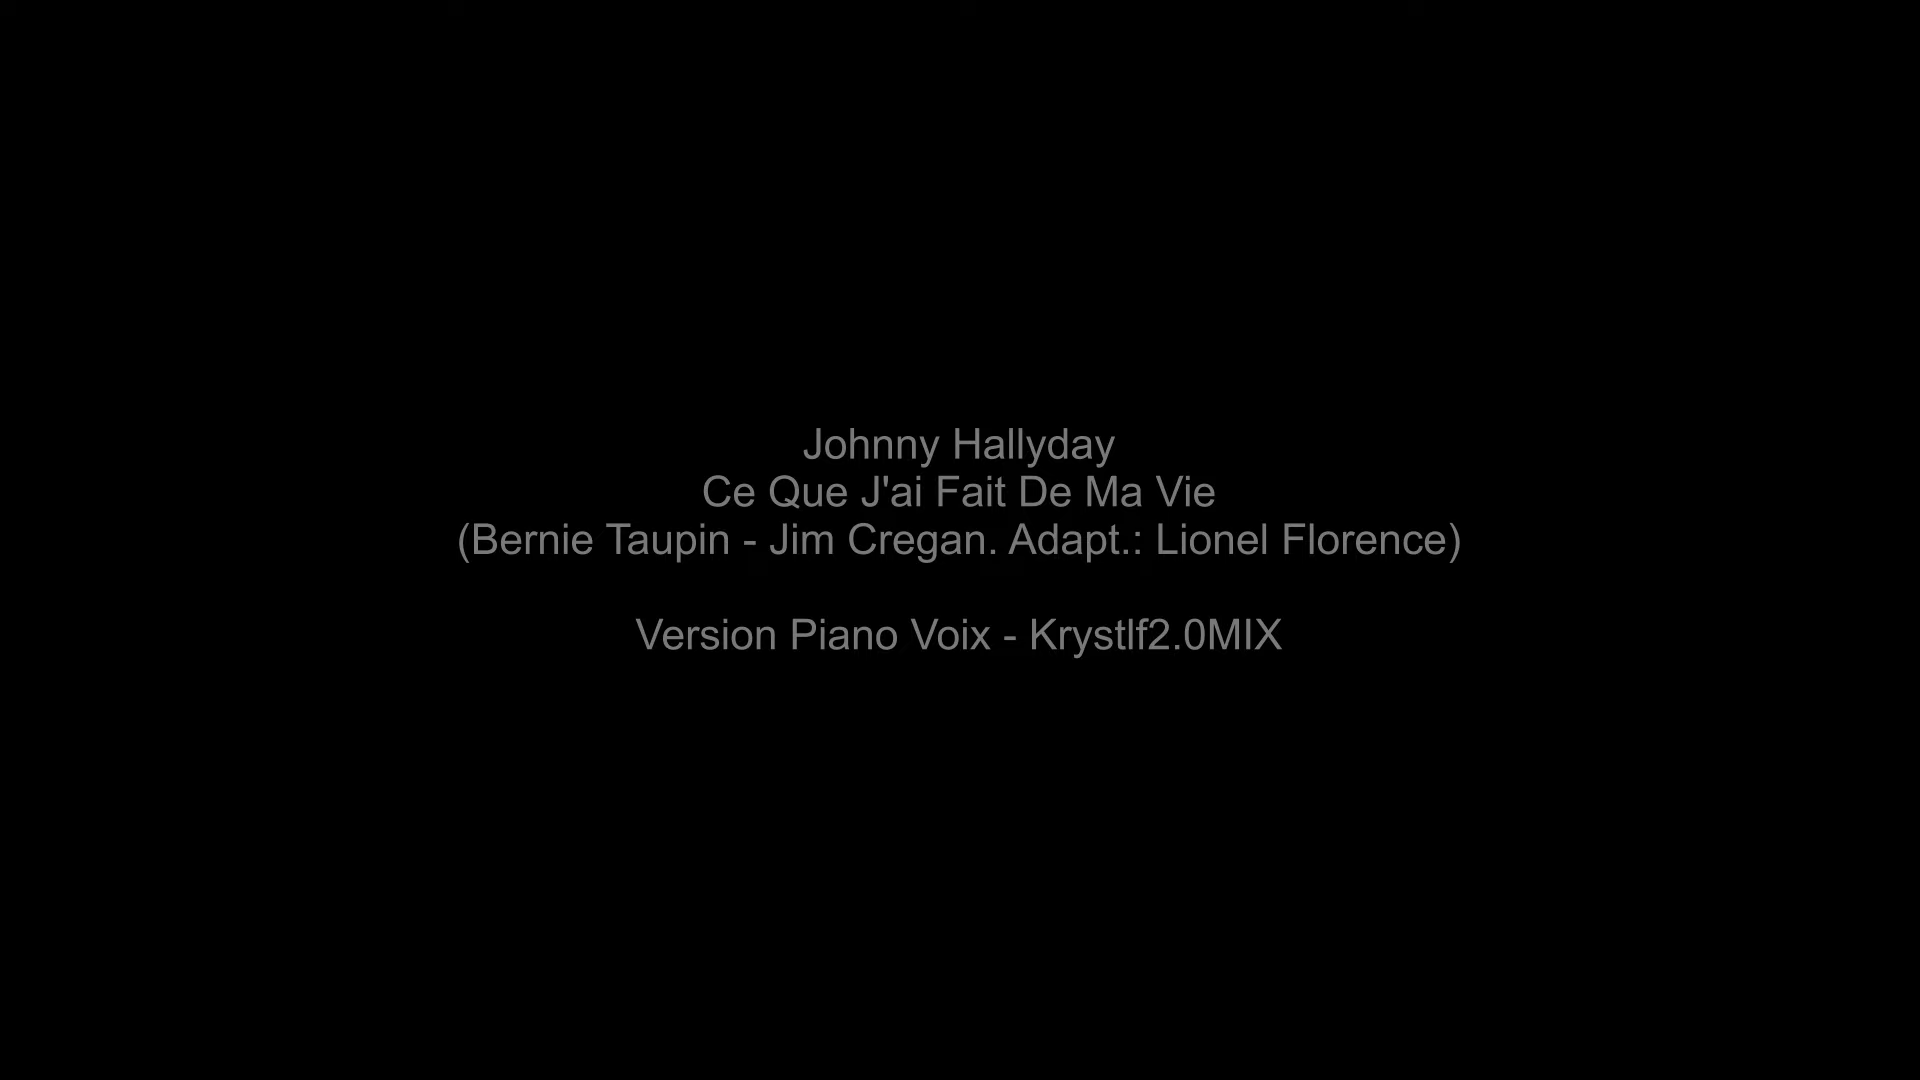 Johnny Hallyday
Ce Que J'ai Fait De Ma Vie
(Bernie Taupin - Jim Cregan. Adapt.: Lionel Florence)
Version Piano Voix - Krystlf2.0MIX